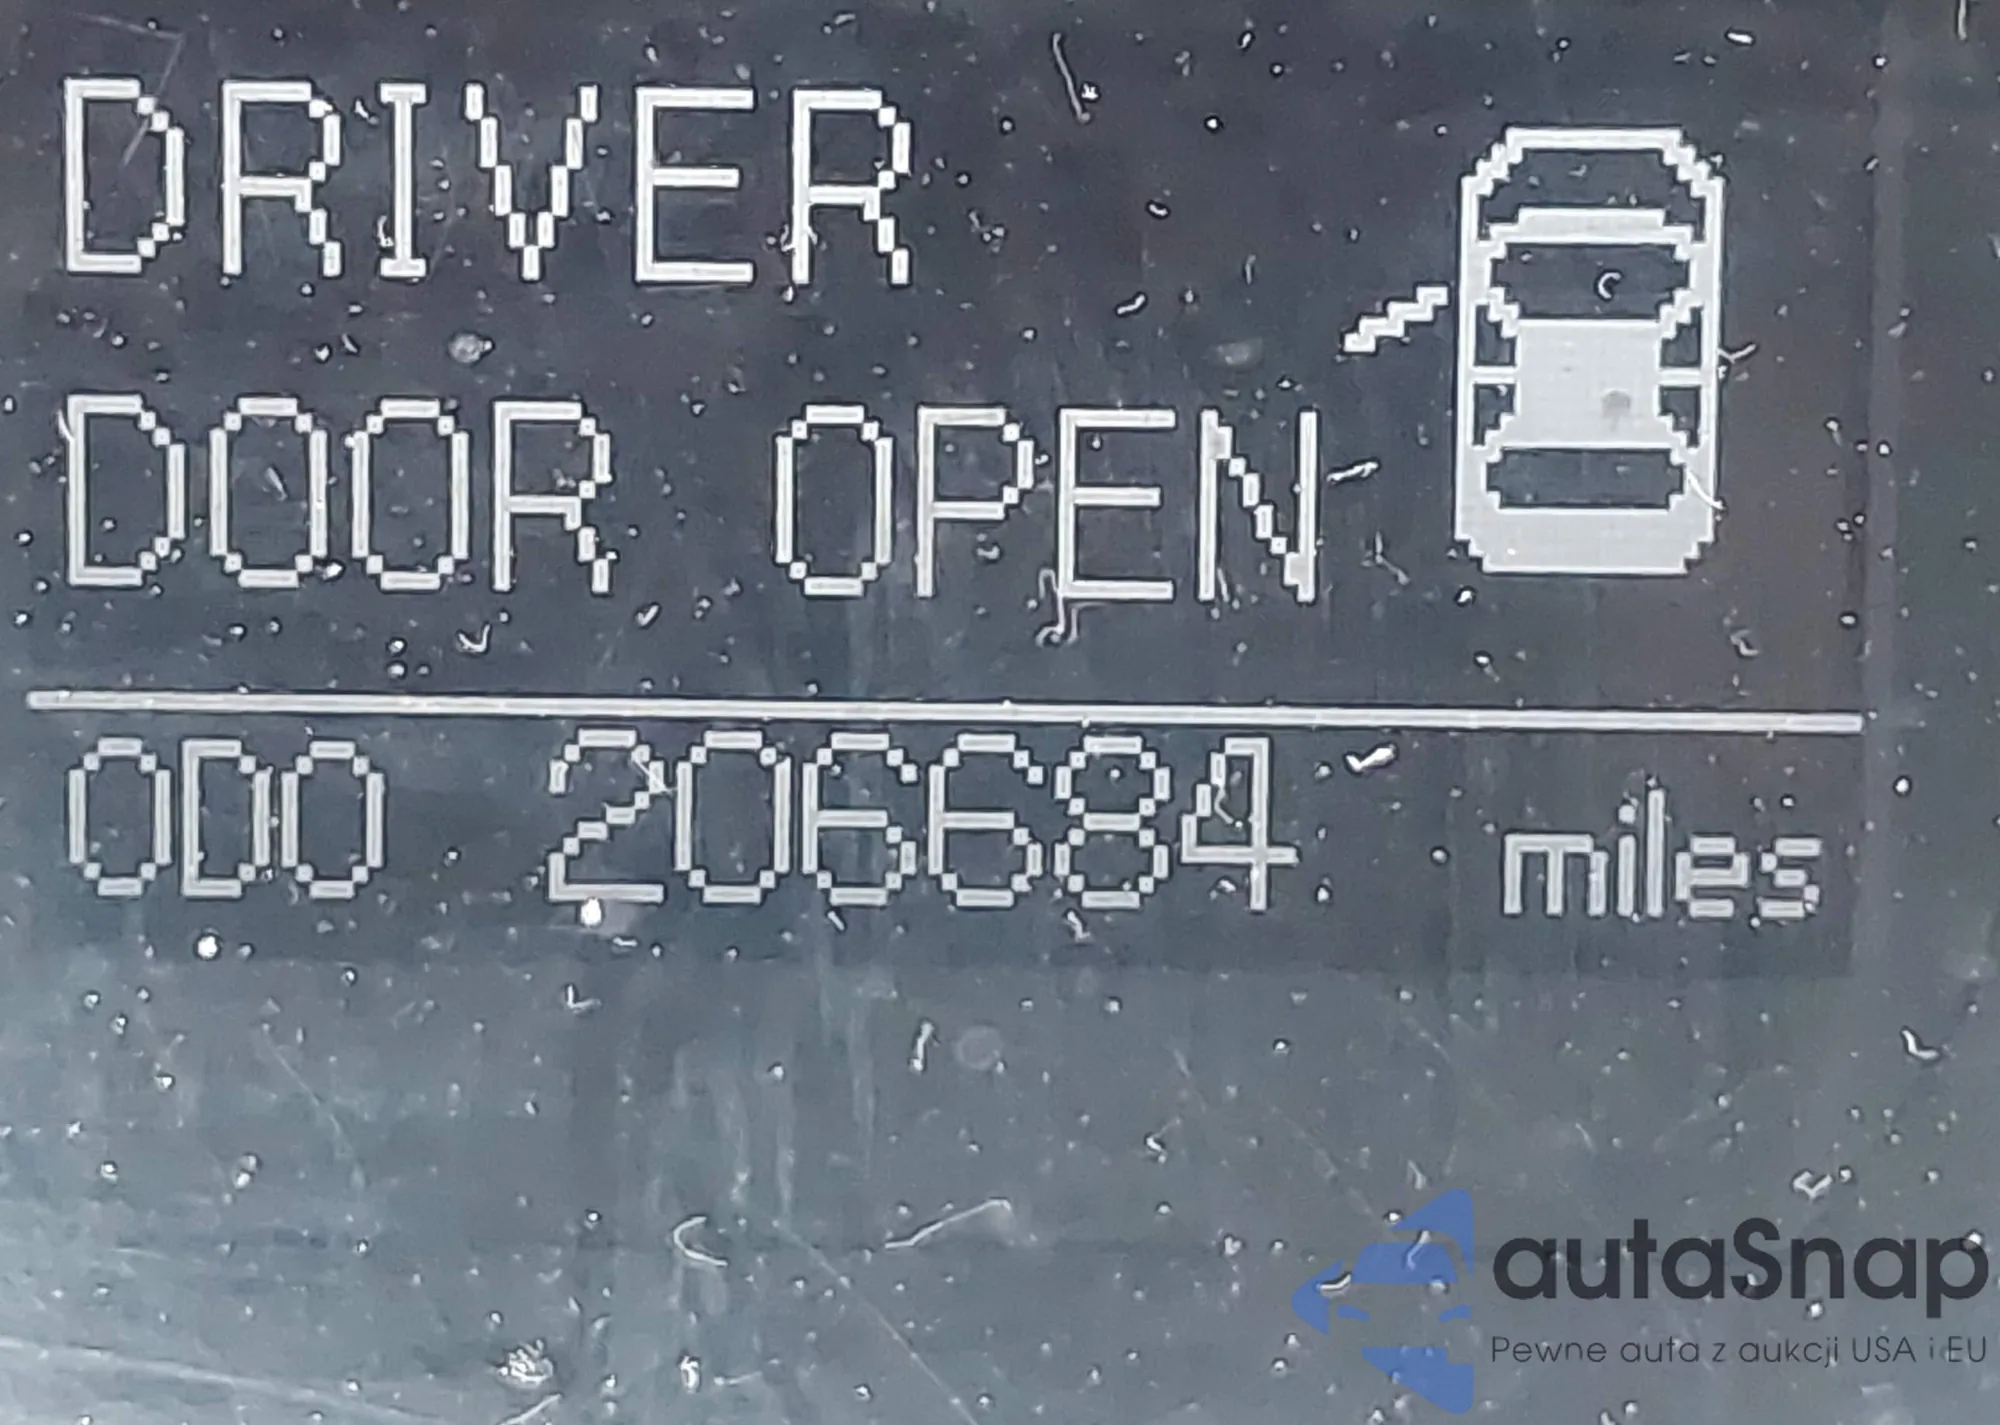 DRIVER
DOOR OPEN
ODO 206684 miles
autaSnap
Pewne auta z aukcji USA i EU